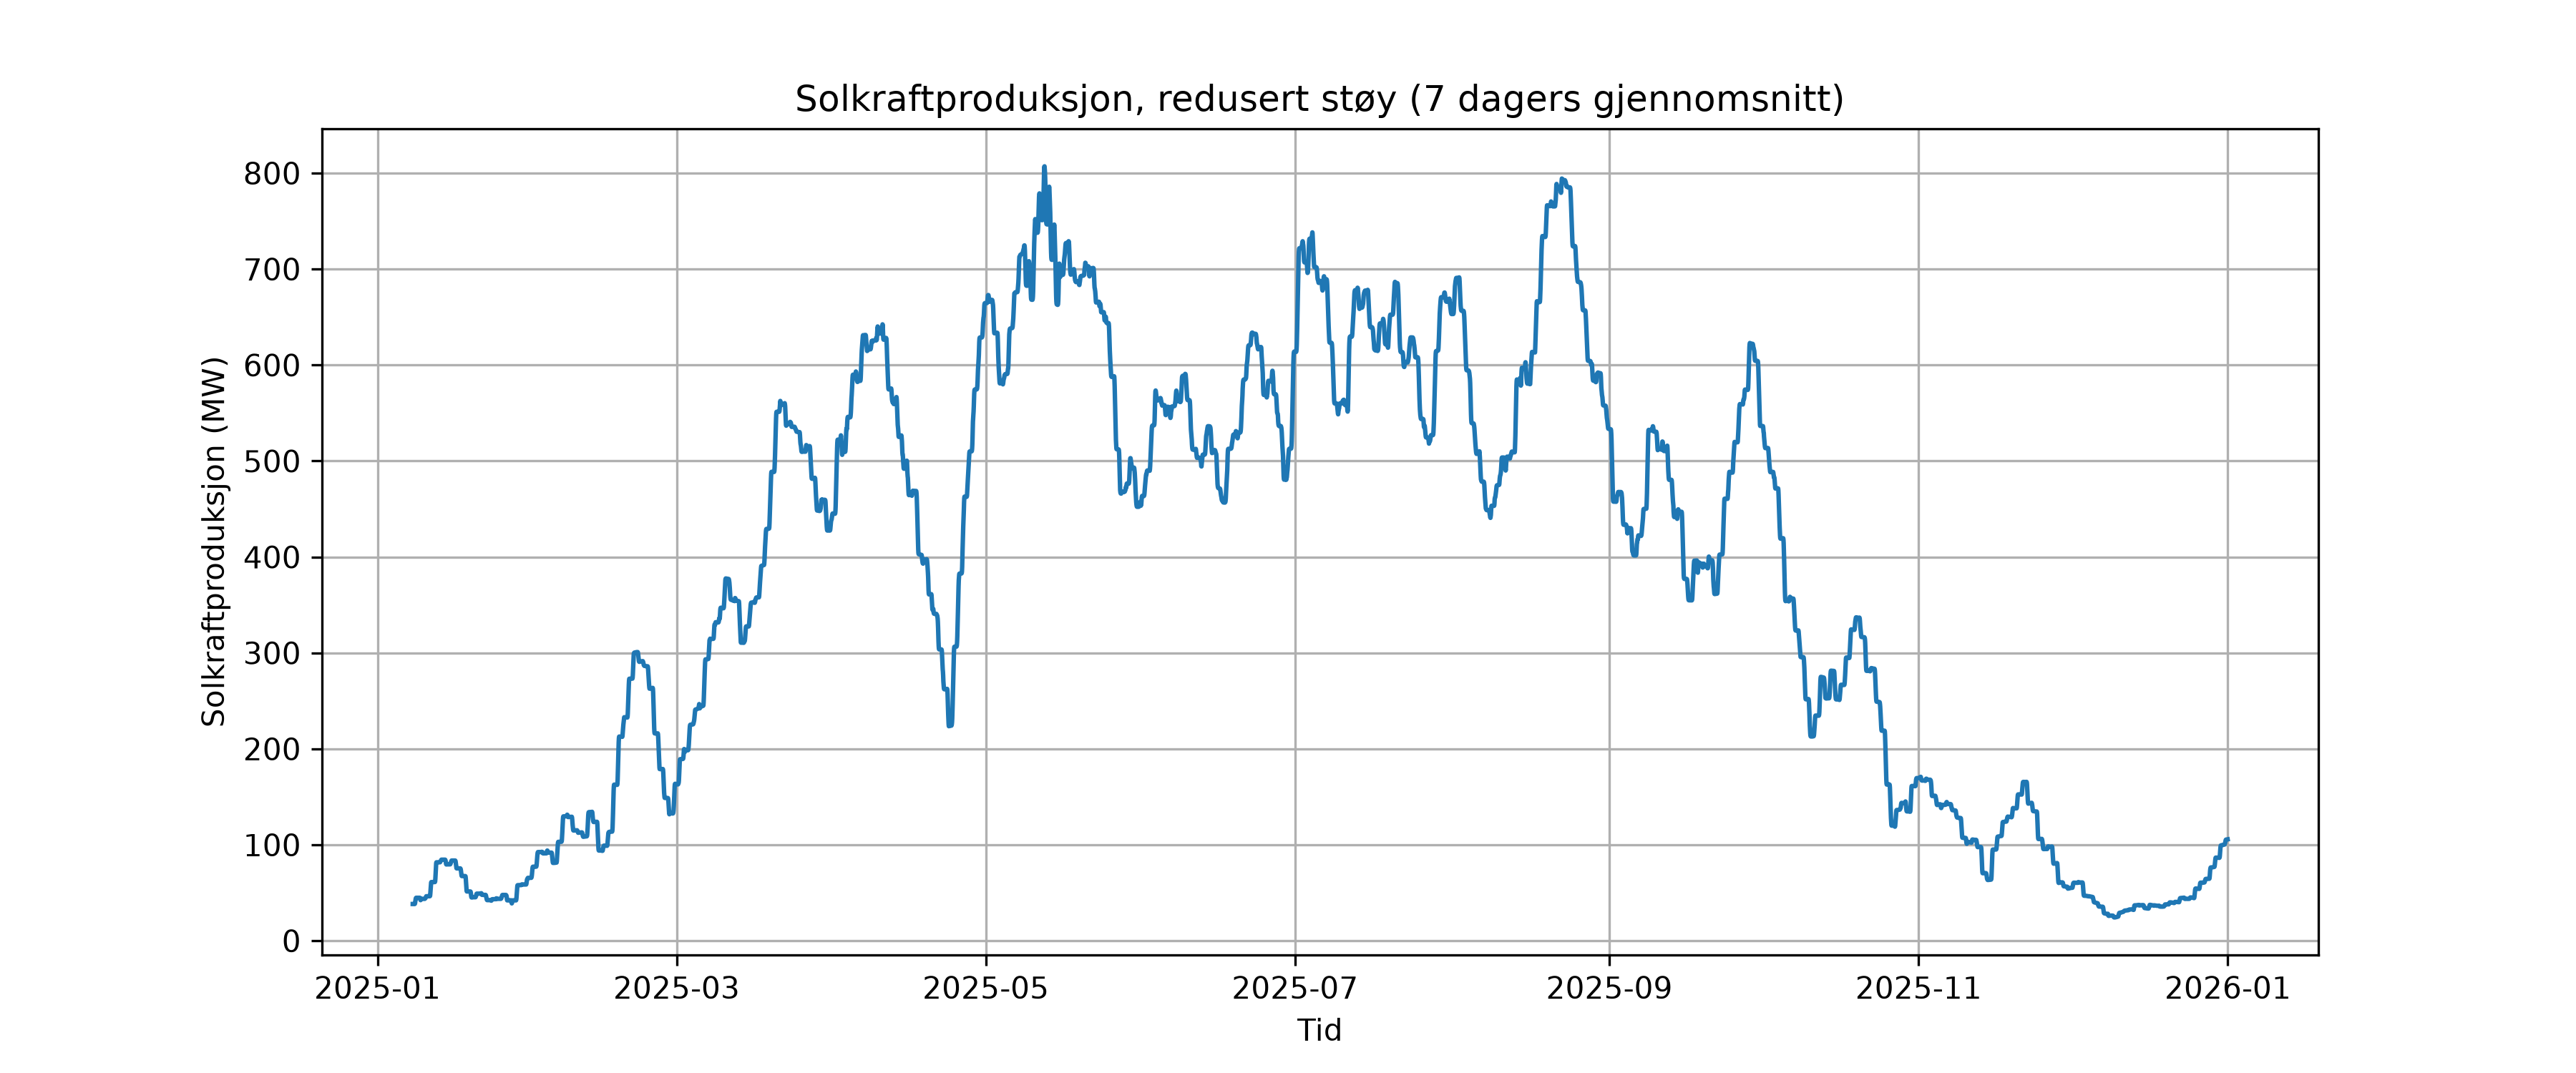 Solkraftproduksjon, redusert støy (7 dagers gjennomsnitt)
Solkraftproduksjon (MW)
800
700
600
500
400
300
200
100
0
2025-01 2025-03 2025-05 2025-07 2025-09 2025-11 2026-01
Tid